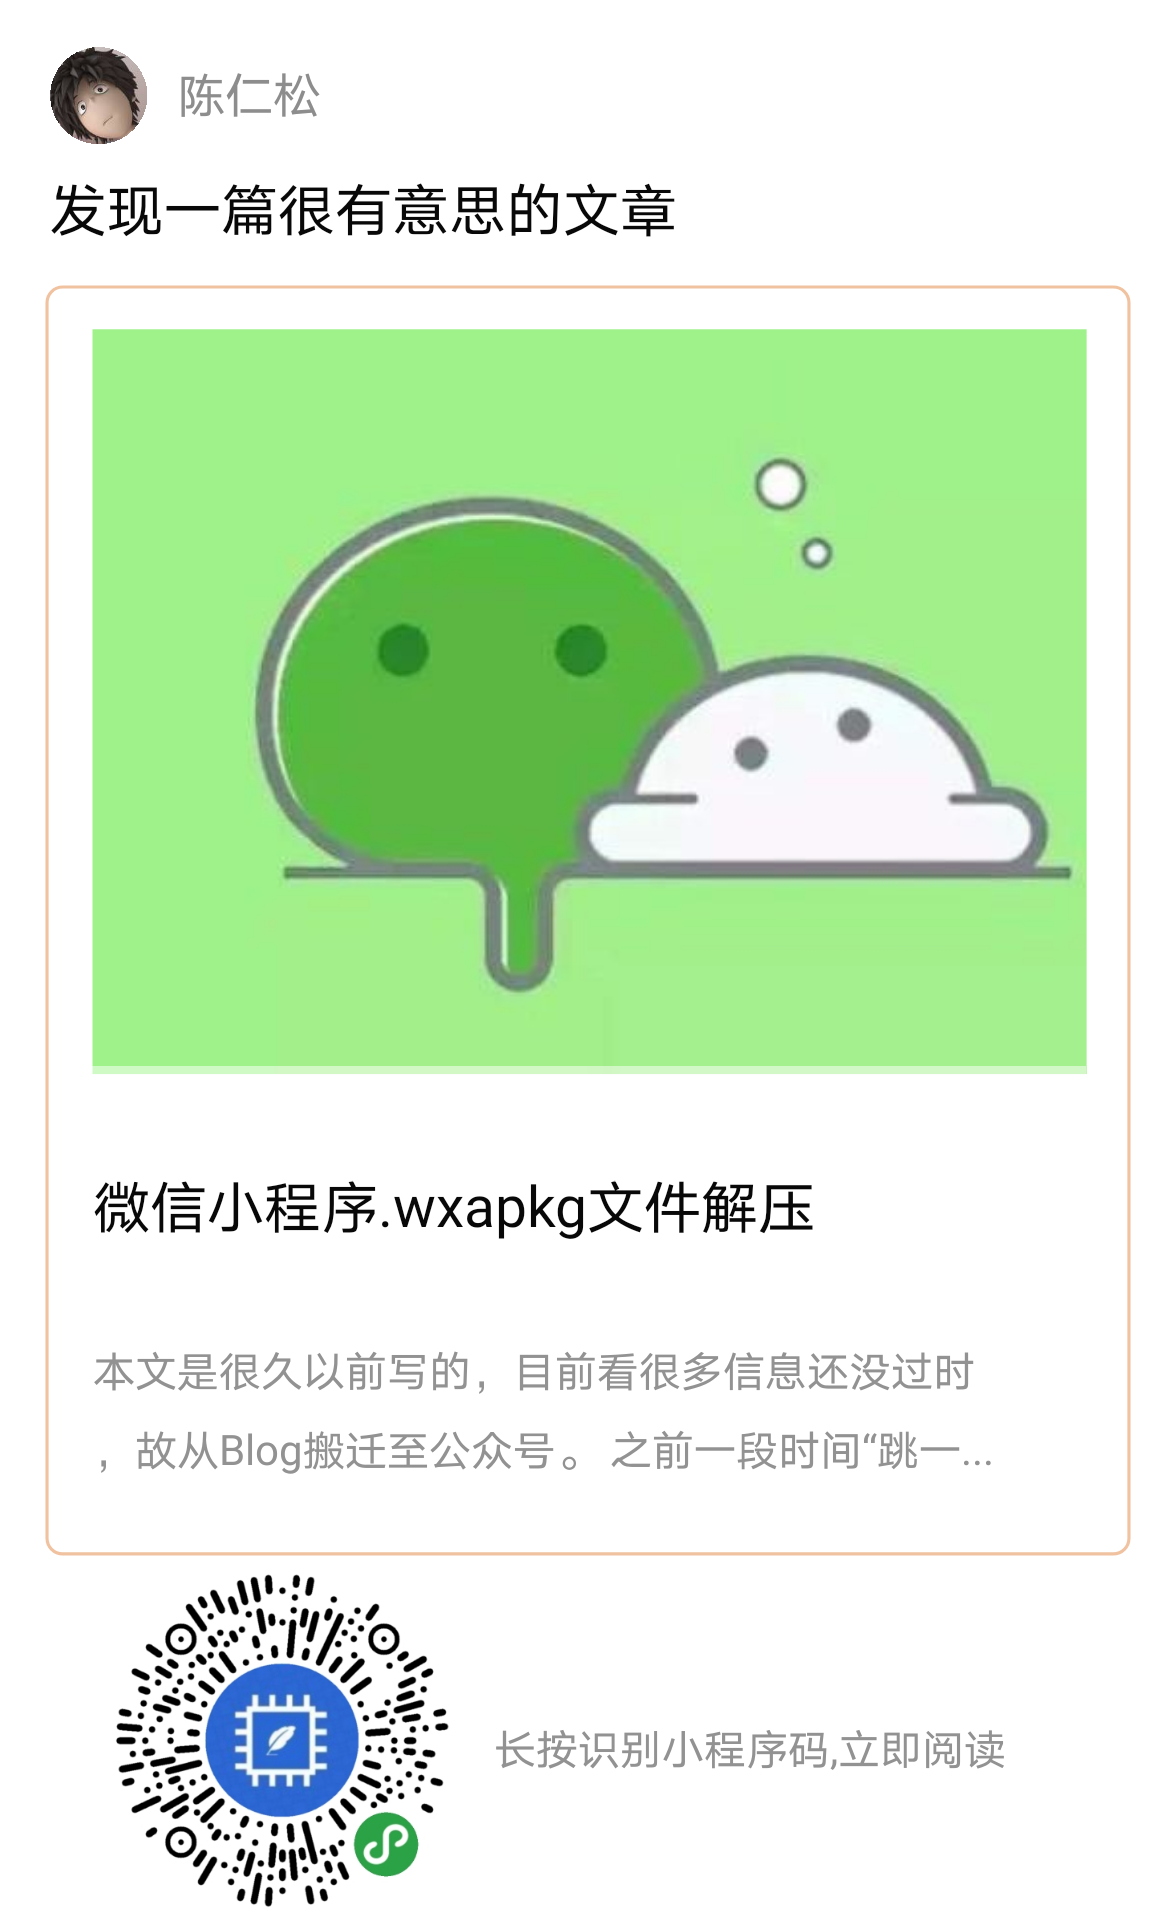 陈仁松
发现一篇很有意思的文章
微信小程序.wxapkg文件解压
本文是很久以前写的，目前看很多信息还没过时
，故从Blog搬迁至公众号。 之前一段时间“跳一...
长按识别小程序码,立即阅读